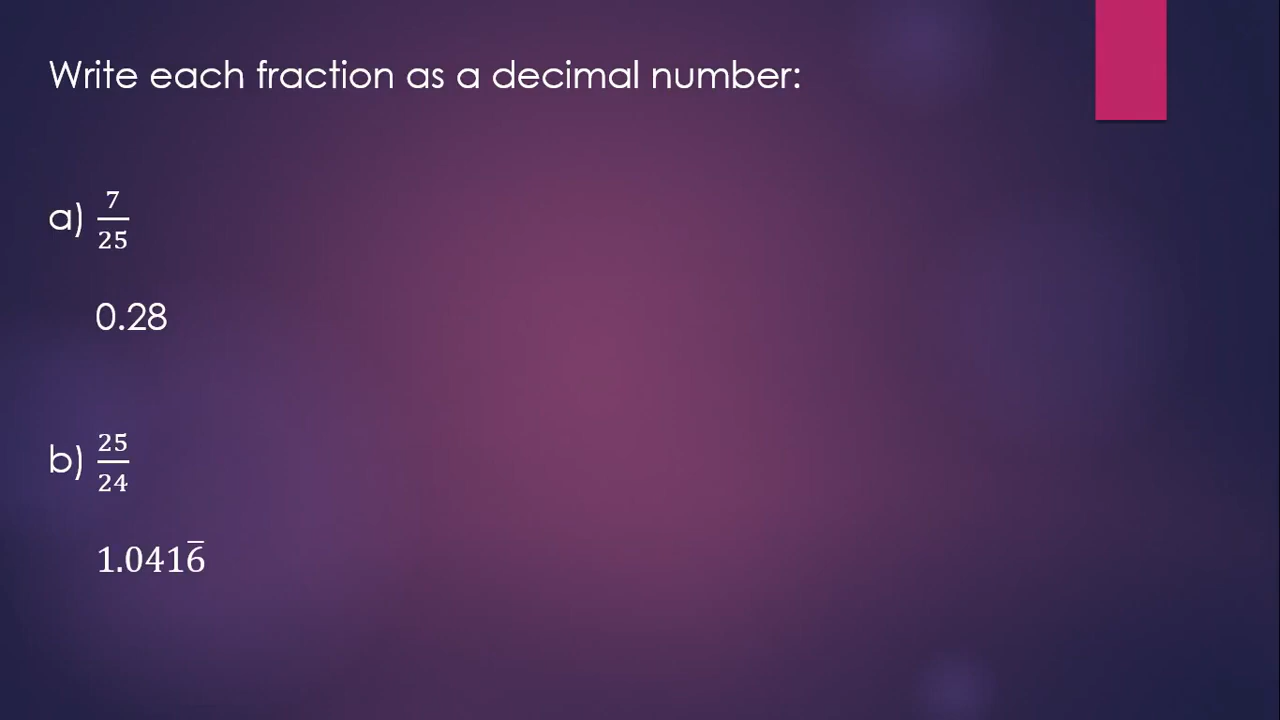 Write each fraction as a decimal number:
a) 7/25
0.28
b) 25/24
1.0416̅